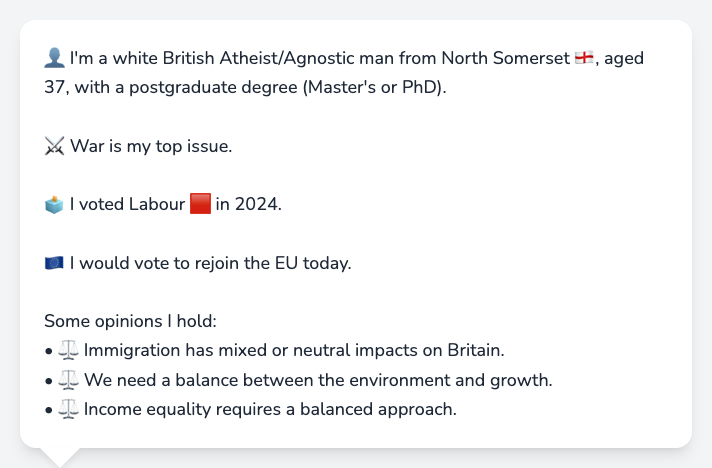 👤 I'm a white British Atheist/Agnostic man from North Somerset 🏴󠁧󠁢󠁥󠁮󠁧󠁿, aged
37, with a postgraduate degree (Master's or PhD).
⚔️ War is my top issue.
🗳️ I voted Labour 🟥 in 2024.
🇪🇺 I would vote to rejoin the EU today.
Some opinions I hold:
• ⚖️ Immigration has mixed or neutral impacts on Britain.
• ⚖️ We need a balance between the environment and growth.
• ⚖️ Income equality requires a balanced approach.